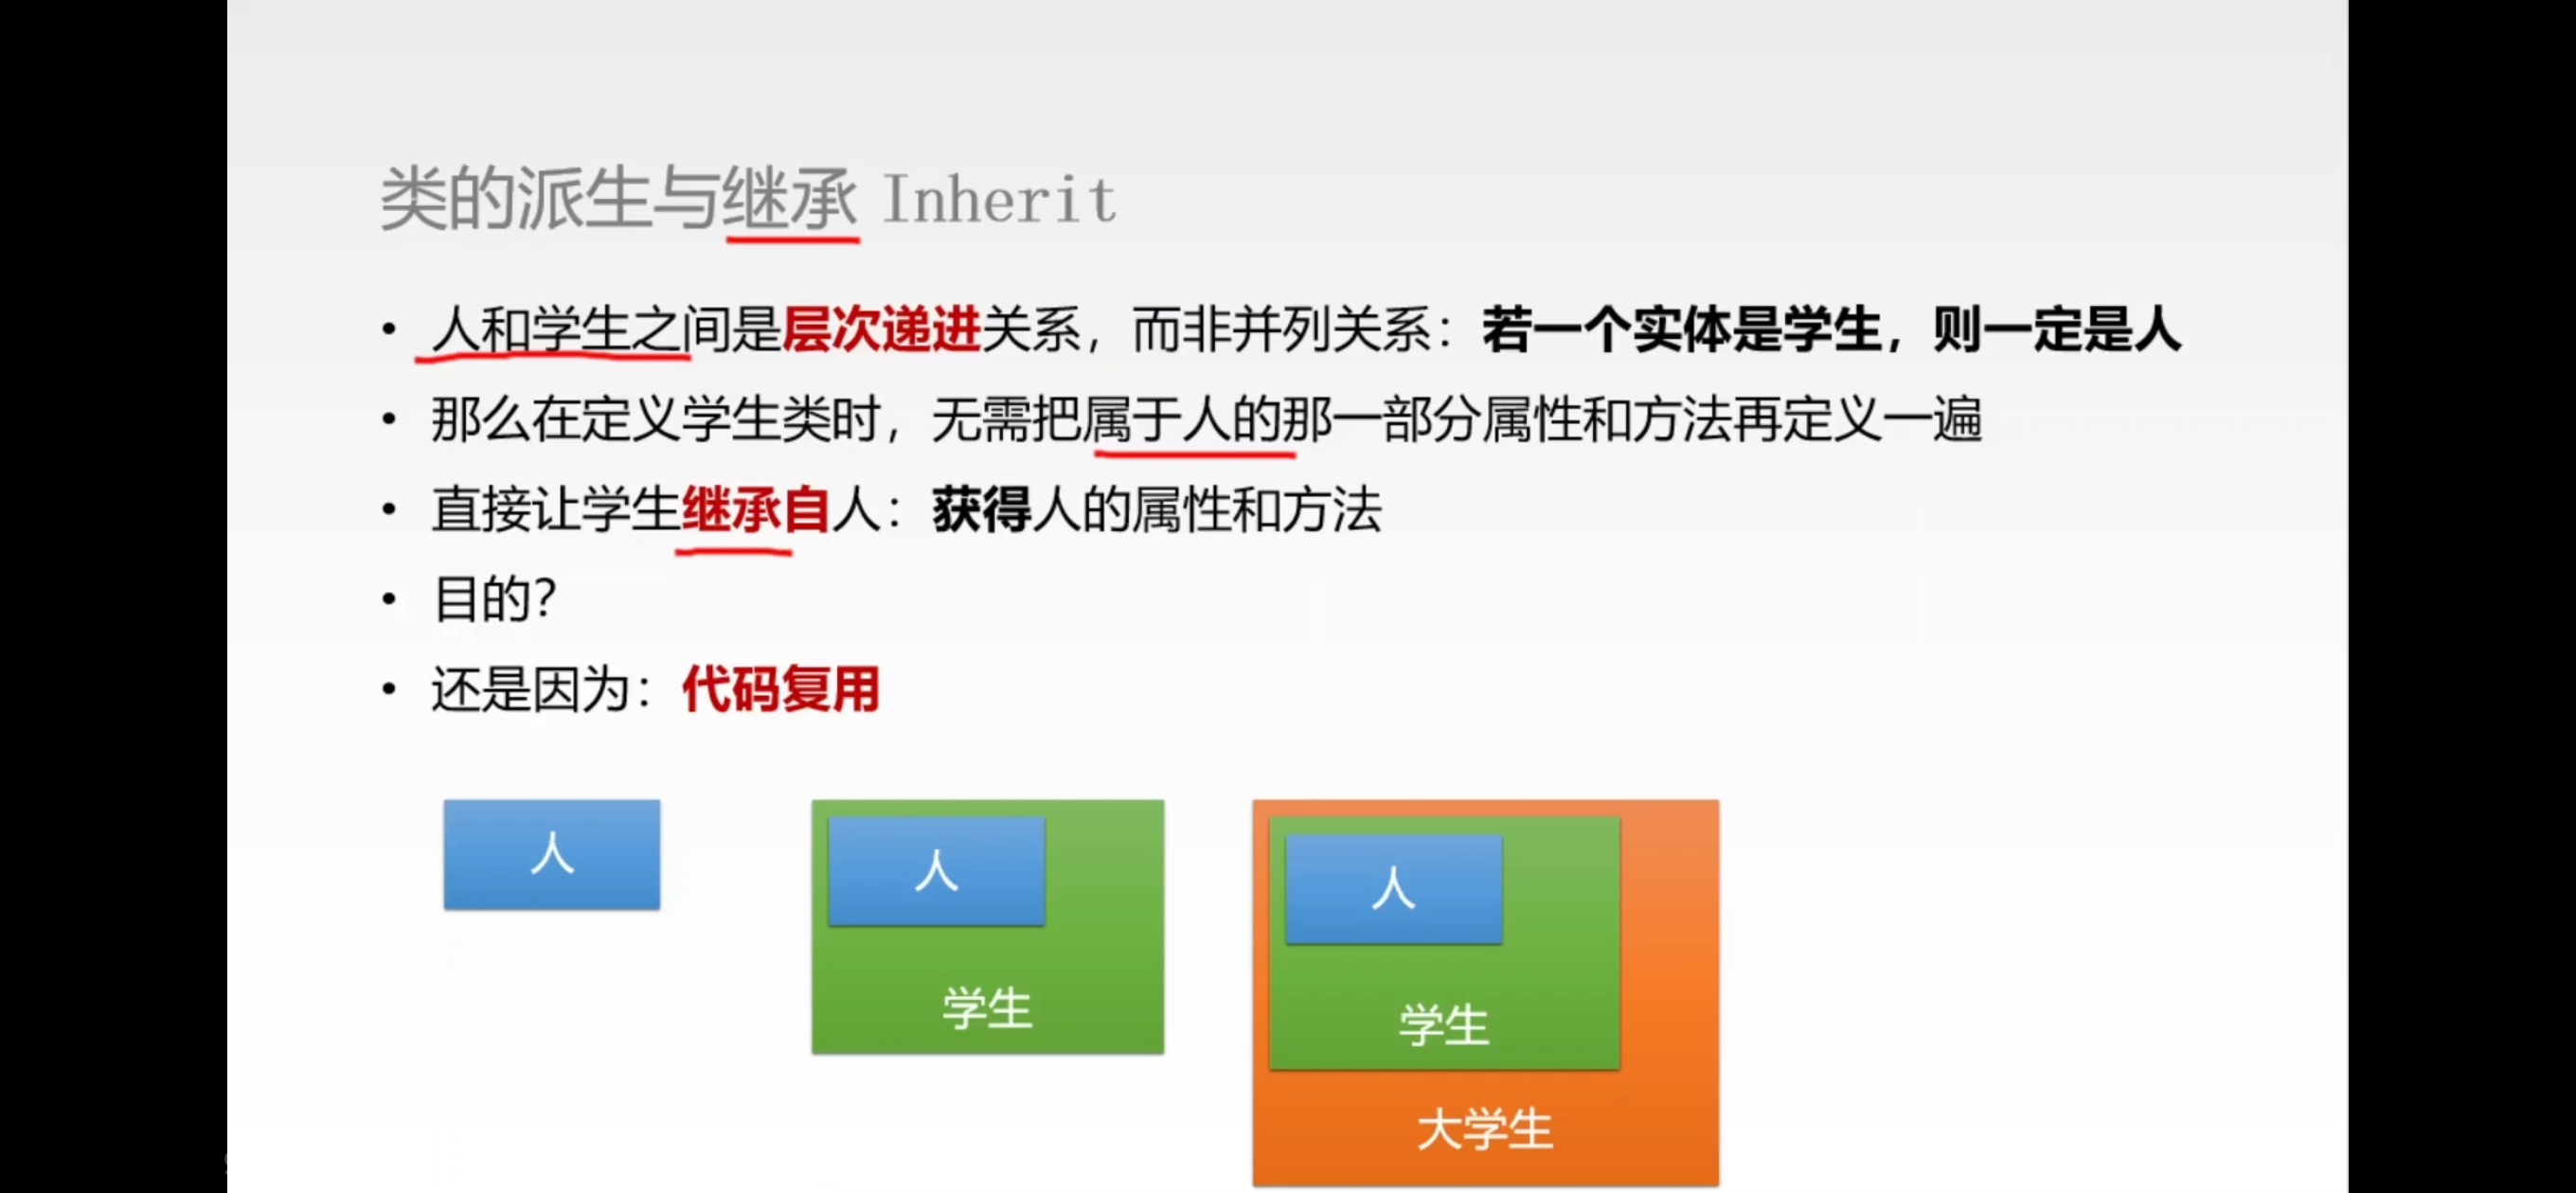 类的派生与继承 Inherit
• 人和学生之间是层次递进关系，而非并列关系：若一个实体是学生，则一定是人
• 那么在定义学生类时，无需把属于人的那一部分属性和方法再定义一遍
• 直接让学生继承自人：获得人的属性和方法
• 目的？
• 还是因为：代码复用
人
人
学生
人
学生
大学生